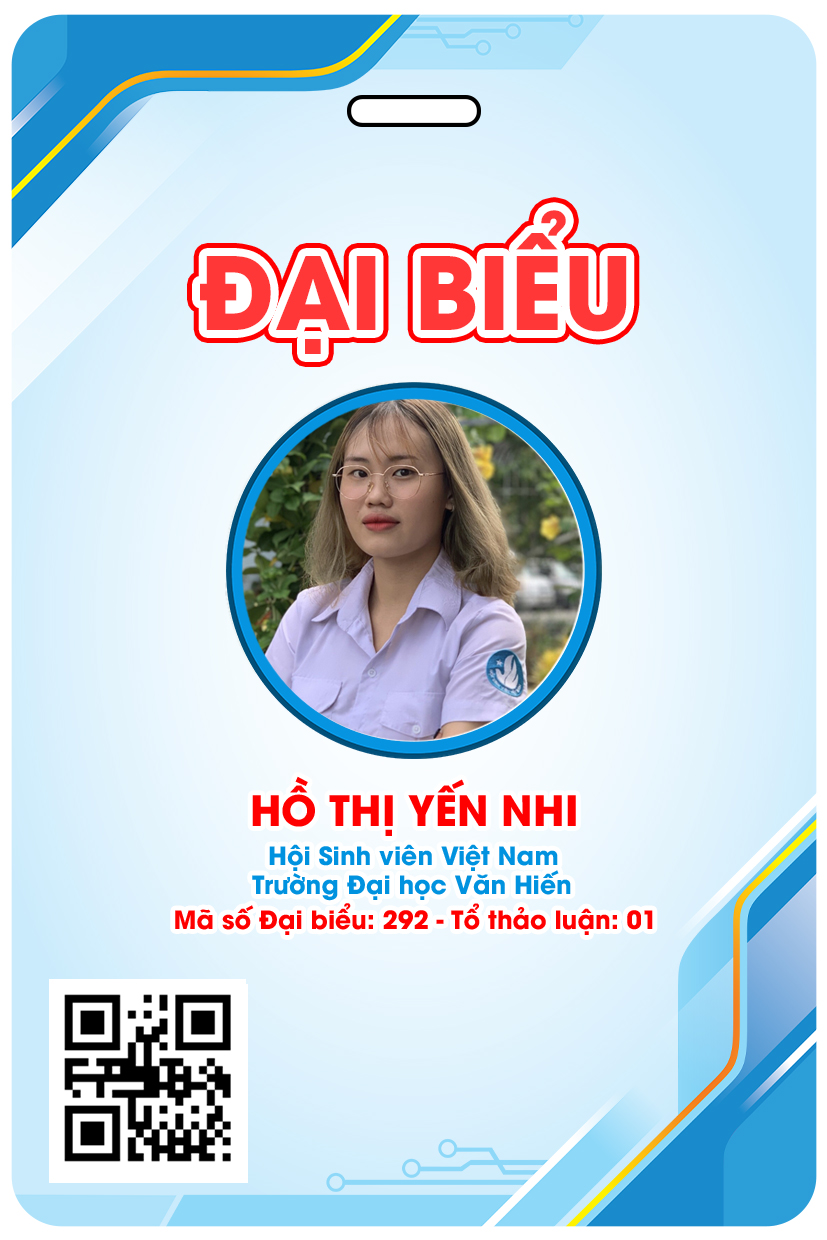 ĐẠI BIỂU
HỒ THỊ YẾN NHI
Hội Sinh viên Việt Nam
Trường Đại học Văn Hiến
Mã số Đại biểu: 292 - Tổ thảo luận: 01